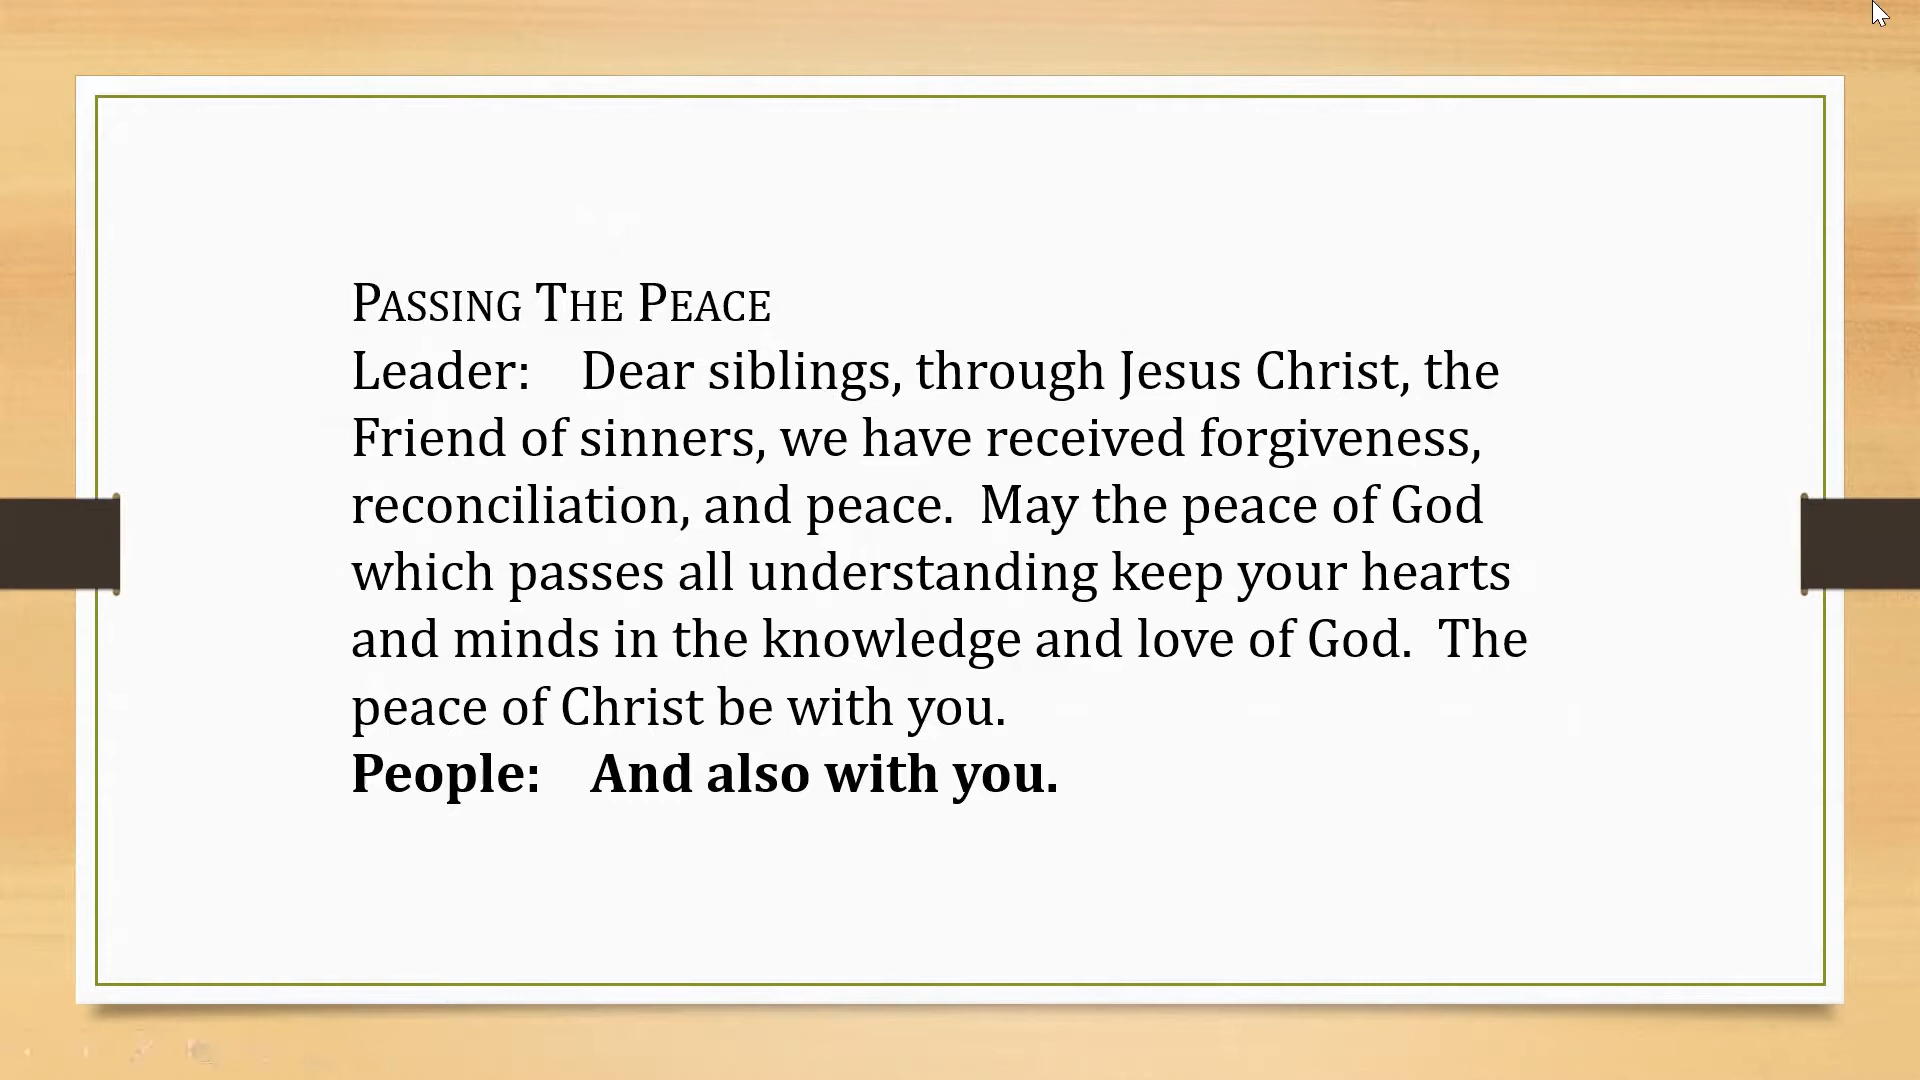 PASSING THE PEACE
Leader:    Dear siblings, through Jesus Christ, the
Friend of sinners, we have received forgiveness,
reconciliation, and peace.  May the peace of God
which passes all understanding keep your hearts
and minds in the knowledge and love of God.  The
peace of Christ be with you.
People:    And also with you.